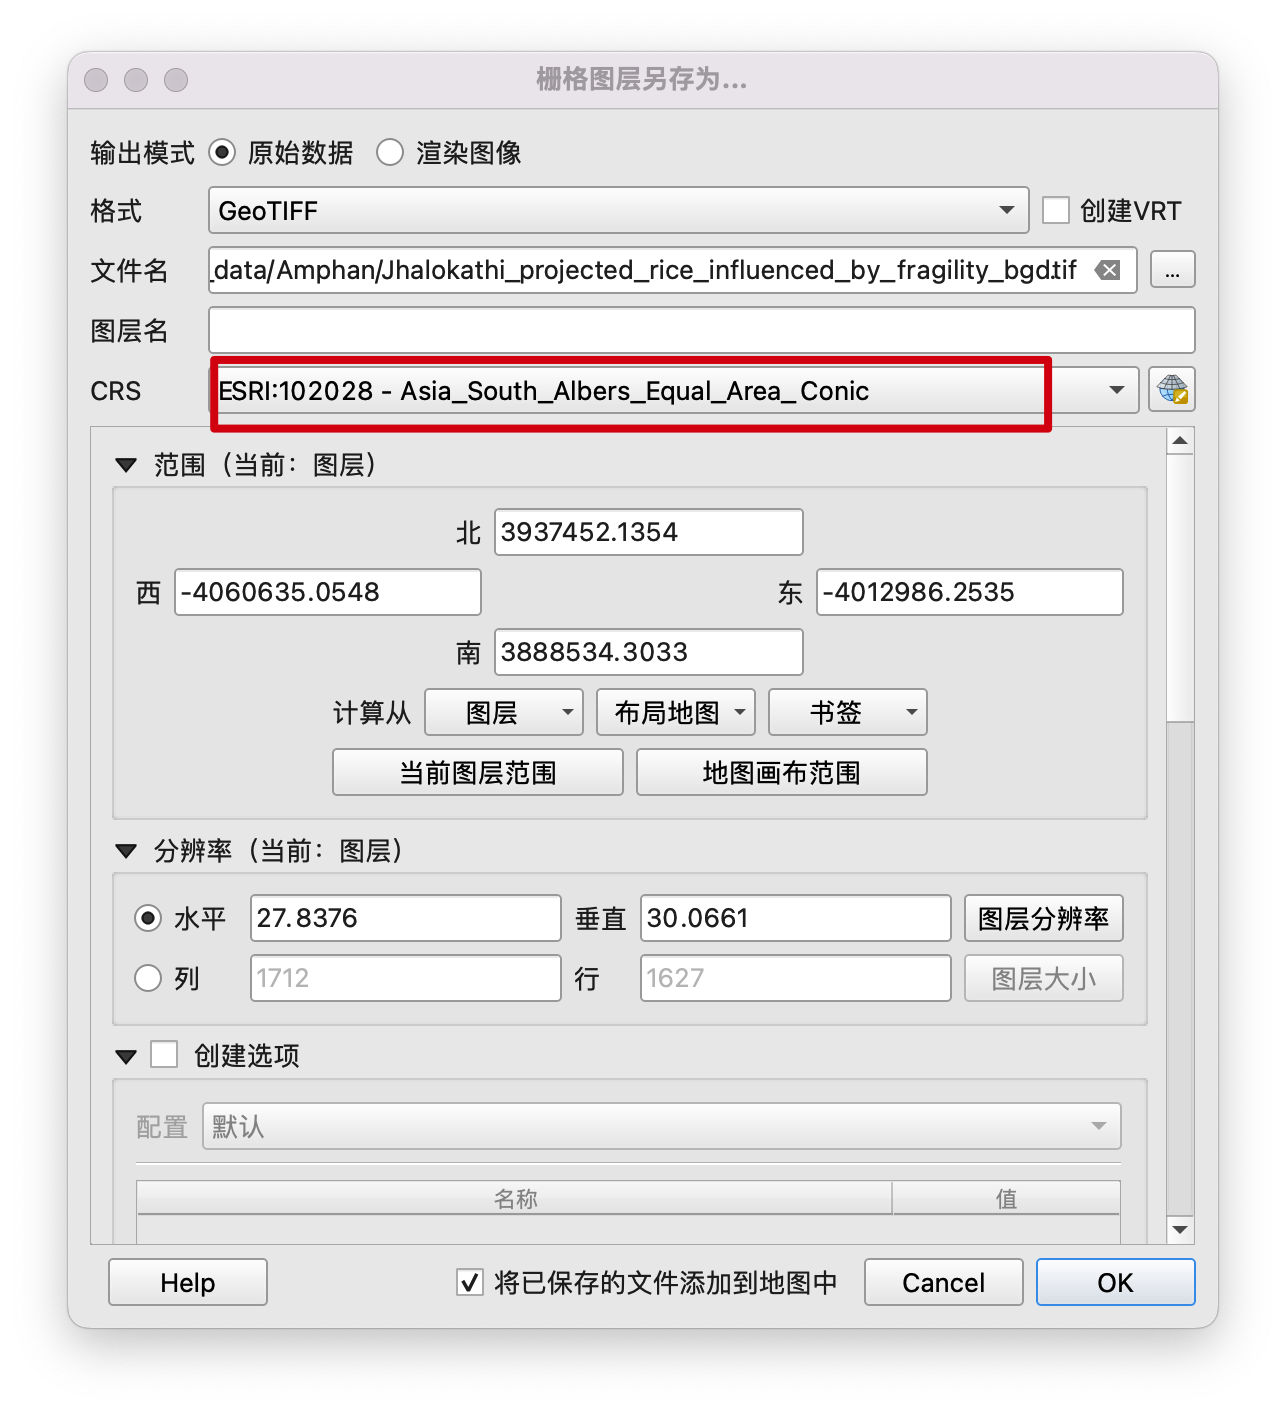 栅格图层另存为...
输出模式 原始数据 渲染图像
格式 GeoTIFF 创建VRT
文件名 _data/Amphan/Jhalokathi_projected_rice_influenced_by_fragility_bgd.tif ...
图层名
CRS ESRI:102028 - Asia_South_Albers_Equal_Area_Conic
范围（当前：图层）
北 3937452.1354
西 -4060635.0548 东 -4012986.2535
南 3888534.3033
计算从 图层 布局地图 书签
当前图层范围 地图画布范围
分辨率（当前：图层）
水平 27.8376 垂直 30.0661 图层分辨率
列 1712 行 1627 图层大小
创建选项
配置 默认
名称 值
Help 将已保存的文件添加到地图中 Cancel OK